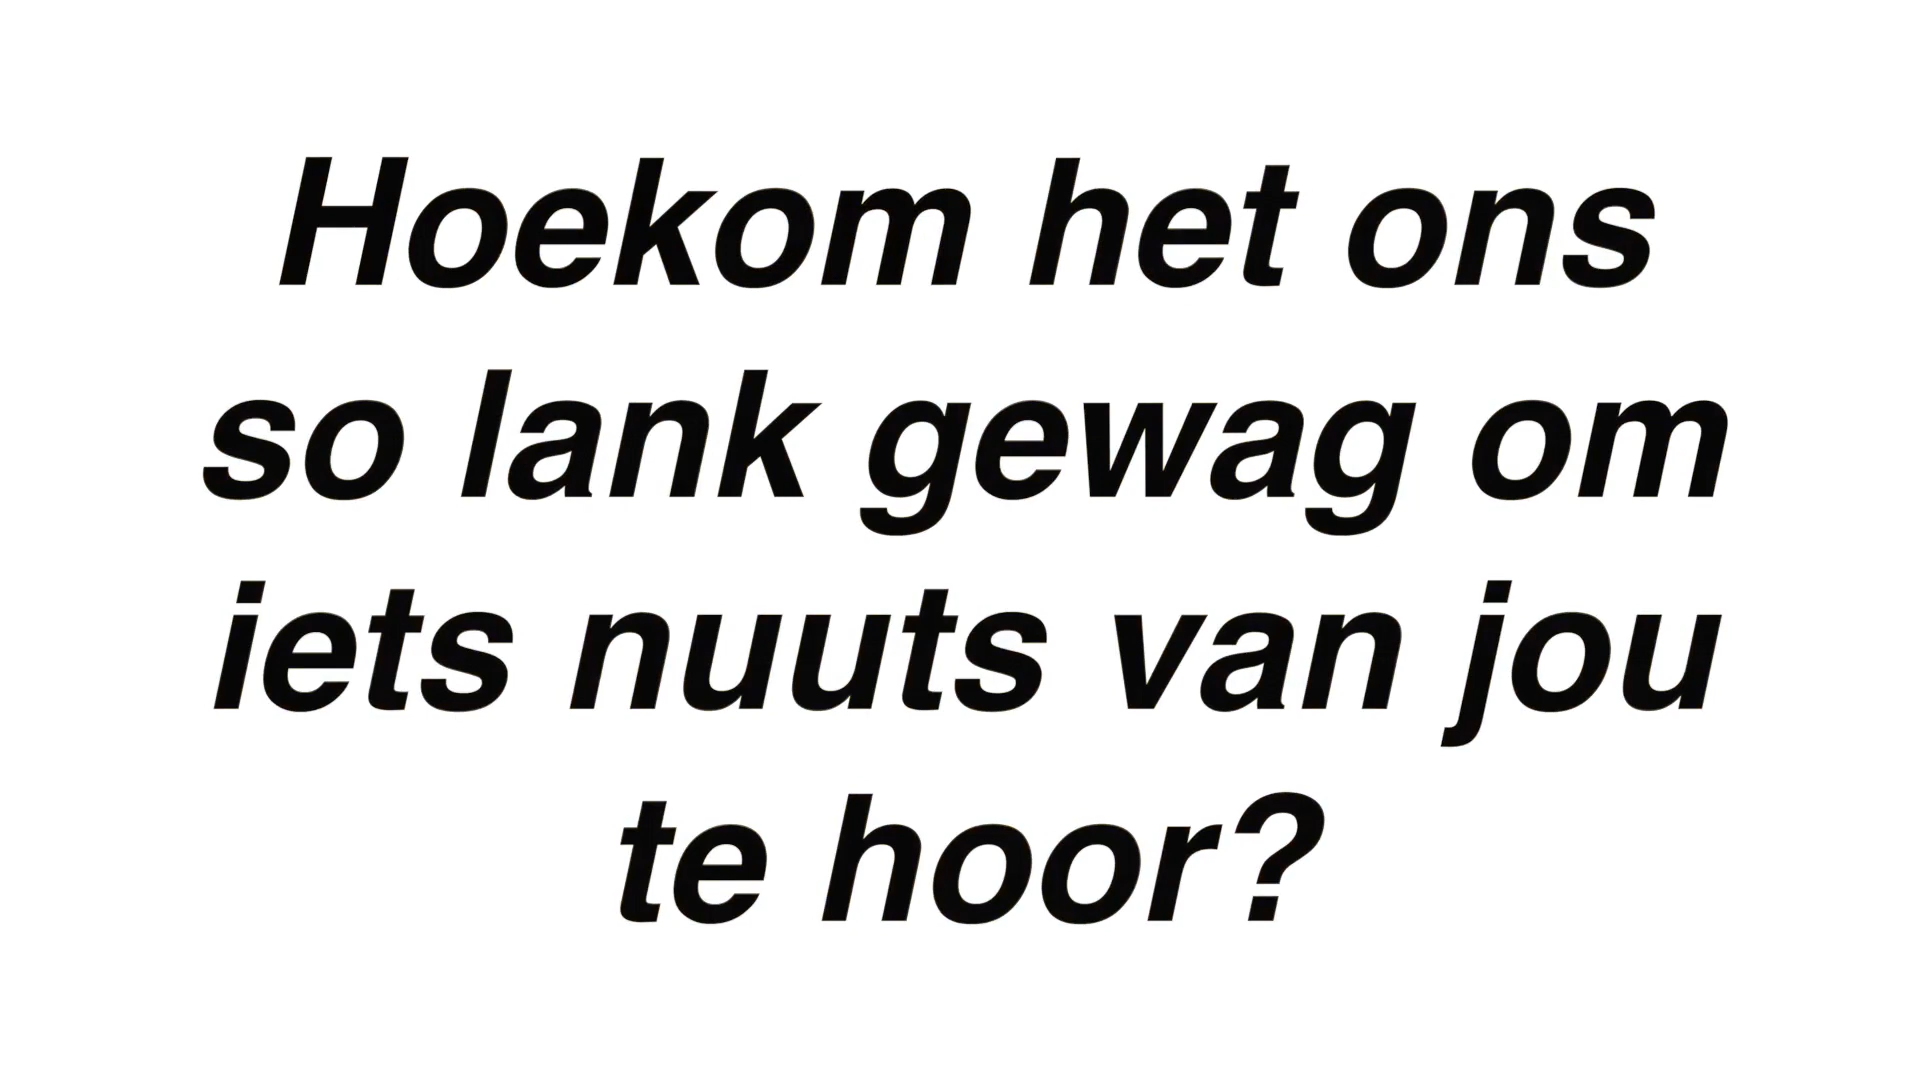 Hoekom het ons
so lank gewag om
iets nuuts van jou
te hoor?